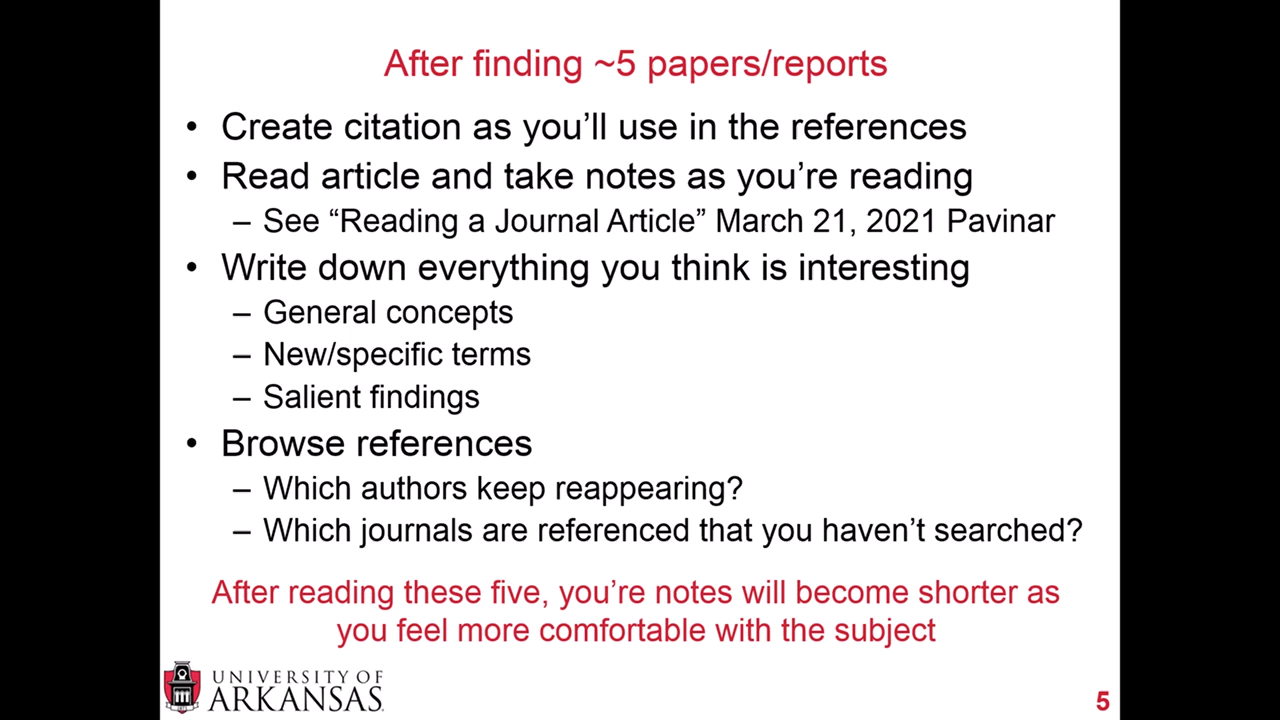 After finding ~5 papers/reports
• Create citation as you’ll use in the references
• Read article and take notes as you’re reading
– See “Reading a Journal Article” March 21, 2021 Pavinar
• Write down everything you think is interesting
– General concepts
– New/specific terms
– Salient findings
• Browse references
– Which authors keep reappearing?
– Which journals are referenced that you haven’t searched?
After reading these five, you’re notes will become shorter as
you feel more comfortable with the subject
UNIVERSITY OF
ARKANSAS
5